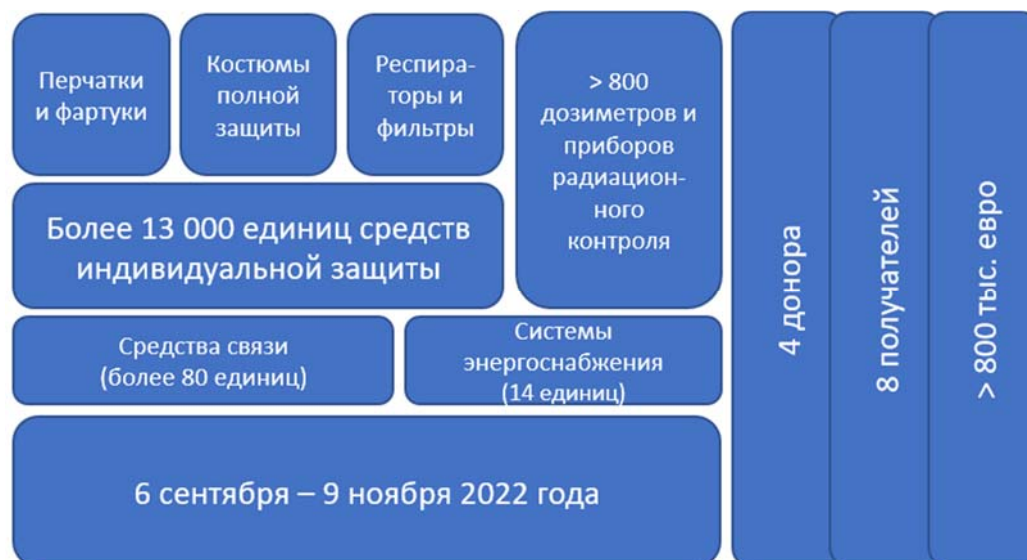 Перчатки
и фартуки
Костюмы
полной
защиты
Респира-
торы и
фильтры
> 800
дозиметров и
приборов
радиацион-
ного
контроля
Более 13 000 единиц средств
индивидуальной защиты
Средства связи
(более 80 единиц)
Системы
энергоснабжения
(14 единиц)
6 сентября – 9 ноября 2022 года
4 донора
8 получателей
> 800 тыс. евро